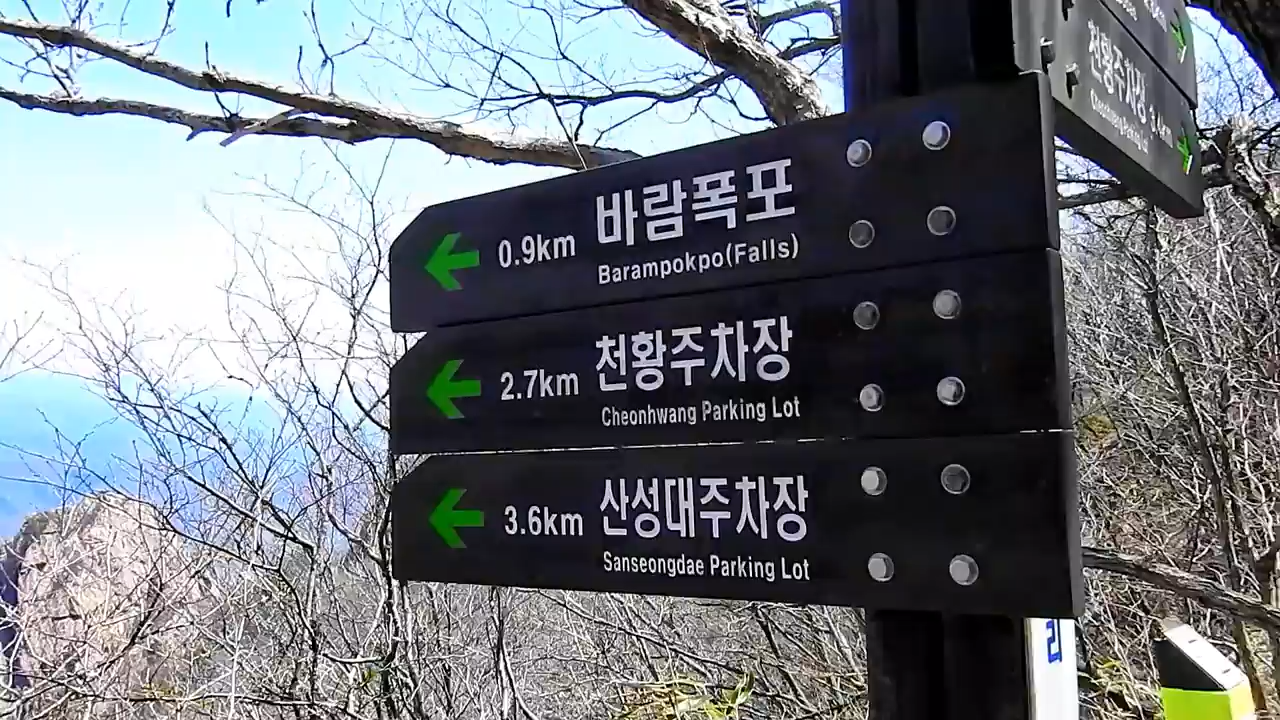 0.9km 바람폭포
Barampokpo(Falls)
2.7km 천황주차장
Cheonhwang Parking Lot
3.6km 산성대주차장
Sanseongdae Parking Lot
천황주차장